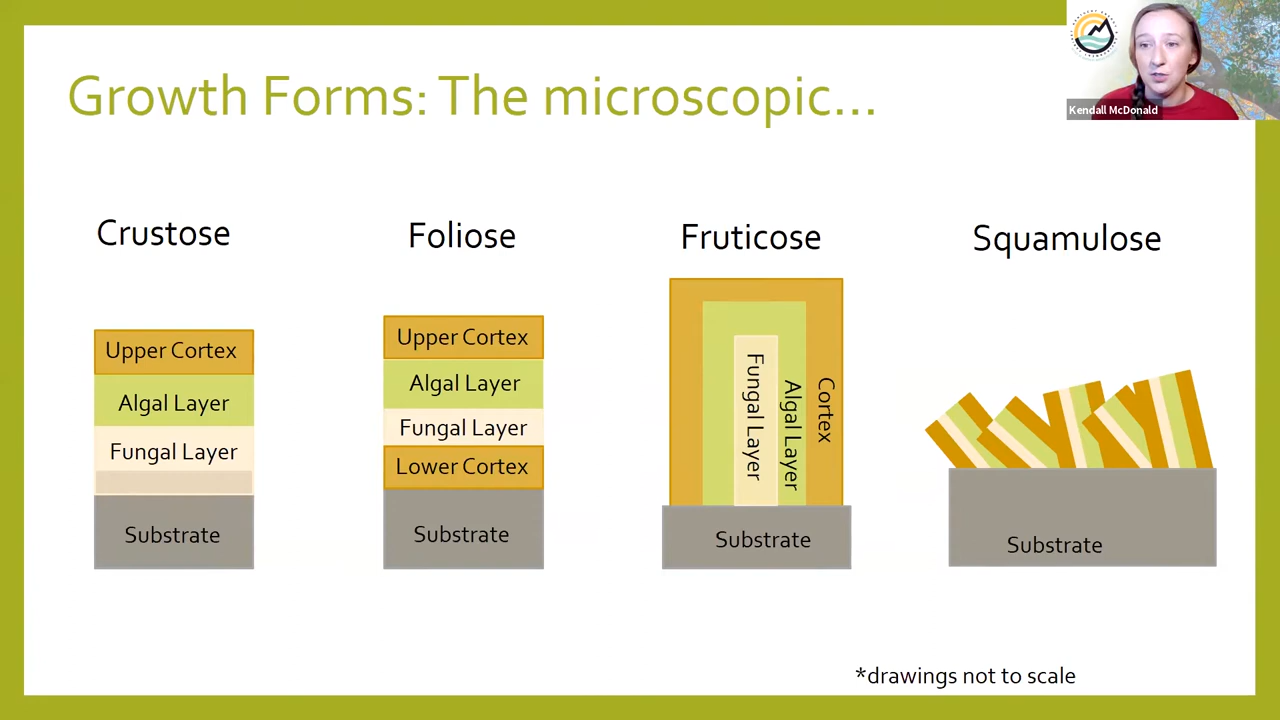 Growth Forms: The microscopic...
Kendall McDonald
Crustose
Upper Cortex
Algal Layer
Fungal Layer
Substrate
Foliose
Upper Cortex
Algal Layer
Fungal Layer
Lower Cortex
Substrate
Fruticose
Fungal Layer
Algal Layer
Cortex
Substrate
Squamulose
Substrate
*drawings not to scale